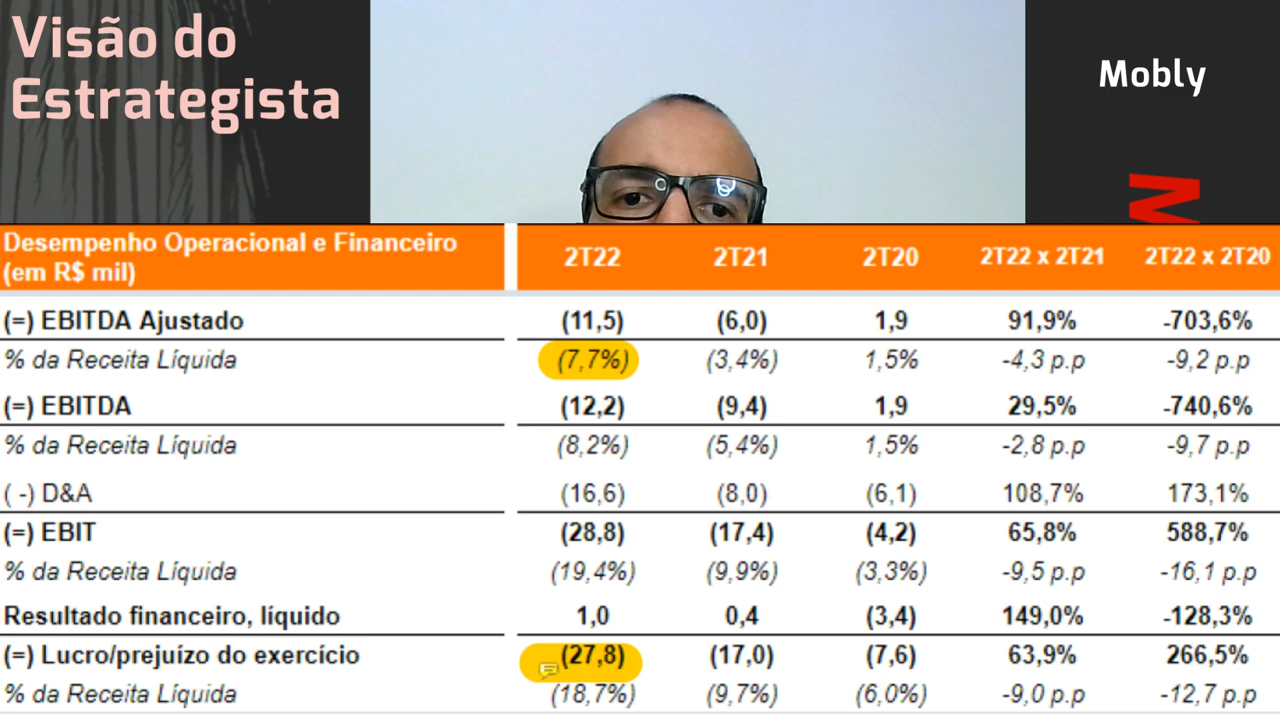 Visão do
Estrategista
Mobly
Desempenho Operacional e Financeiro
(em R$ mil) 2T22 2T21 2T20 2T22 x 2T21 2T22 x 2T20
(=) EBITDA Ajustado (11,5) (6,0) 1,9 91,9% -703,6%
% da Receita Líquida (7,7%) (3,4%) 1,5% -4,3 p.p -9,2 p.p
(=) EBITDA (12,2) (9,4) 1,9 29,5% -740,6%
% da Receita Líquida (8,2%) (5,4%) 1,5% -2,8 p.p -9,7 p.p
( -) D&A (16,6) (8,0) (6,1) 108,7% 173,1%
(=) EBIT (28,8) (17,4) (4,2) 65,8% 588,7%
% da Receita Líquida (19,4%) (9,9%) (3,3%) -9,5 p.p -16,1 p.p
Resultado financeiro, líquido 1,0 0,4 (3,4) 149,0% -128,3%
(=) Lucro/prejuízo do exercício (27,8) (17,0) (7,6) 63,9% 266,5%
% da Receita Líquida (18,7%) (9,7%) (6,0%) -9,0 p.p -12,7 p.p